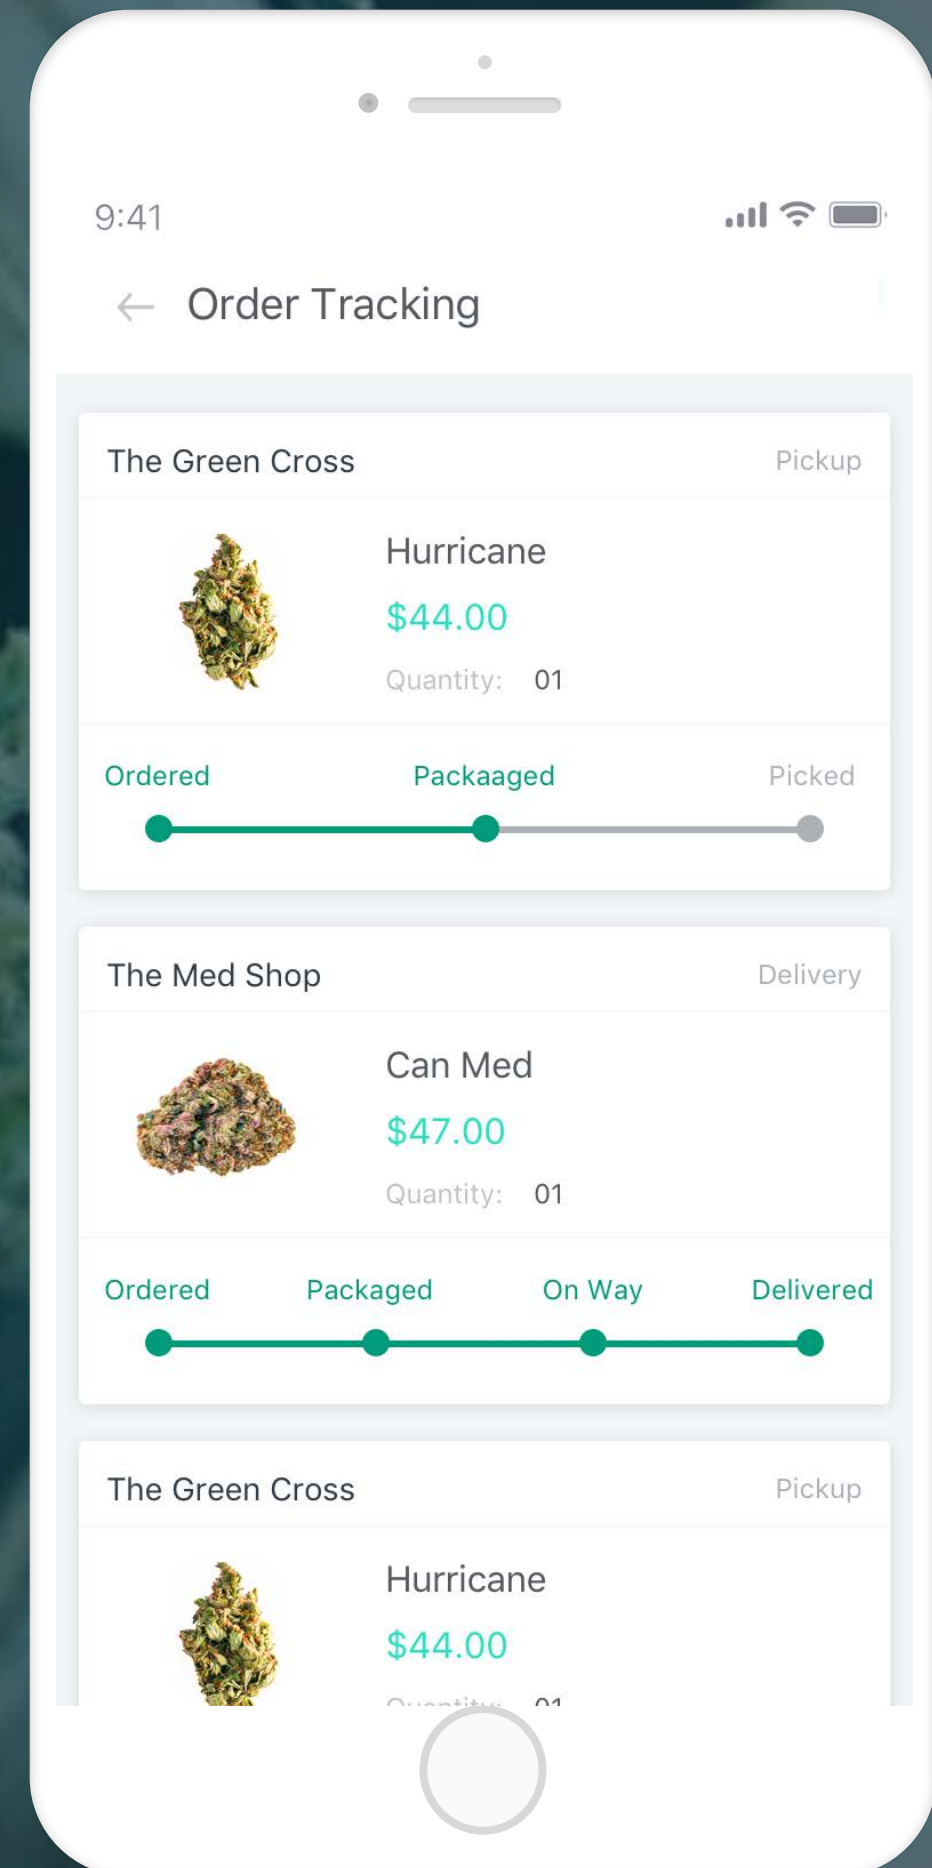 9:41
Order Tracking
The Green Cross Pickup
Hurricane
$44.00
Quantity: 01
Ordered Packaaged Picked
The Med Shop Delivery
Can Med
$47.00
Quantity: 01
Ordered Packaged On Way Delivered
The Green Cross Pickup
Hurricane
$44.00
Quantity: 01